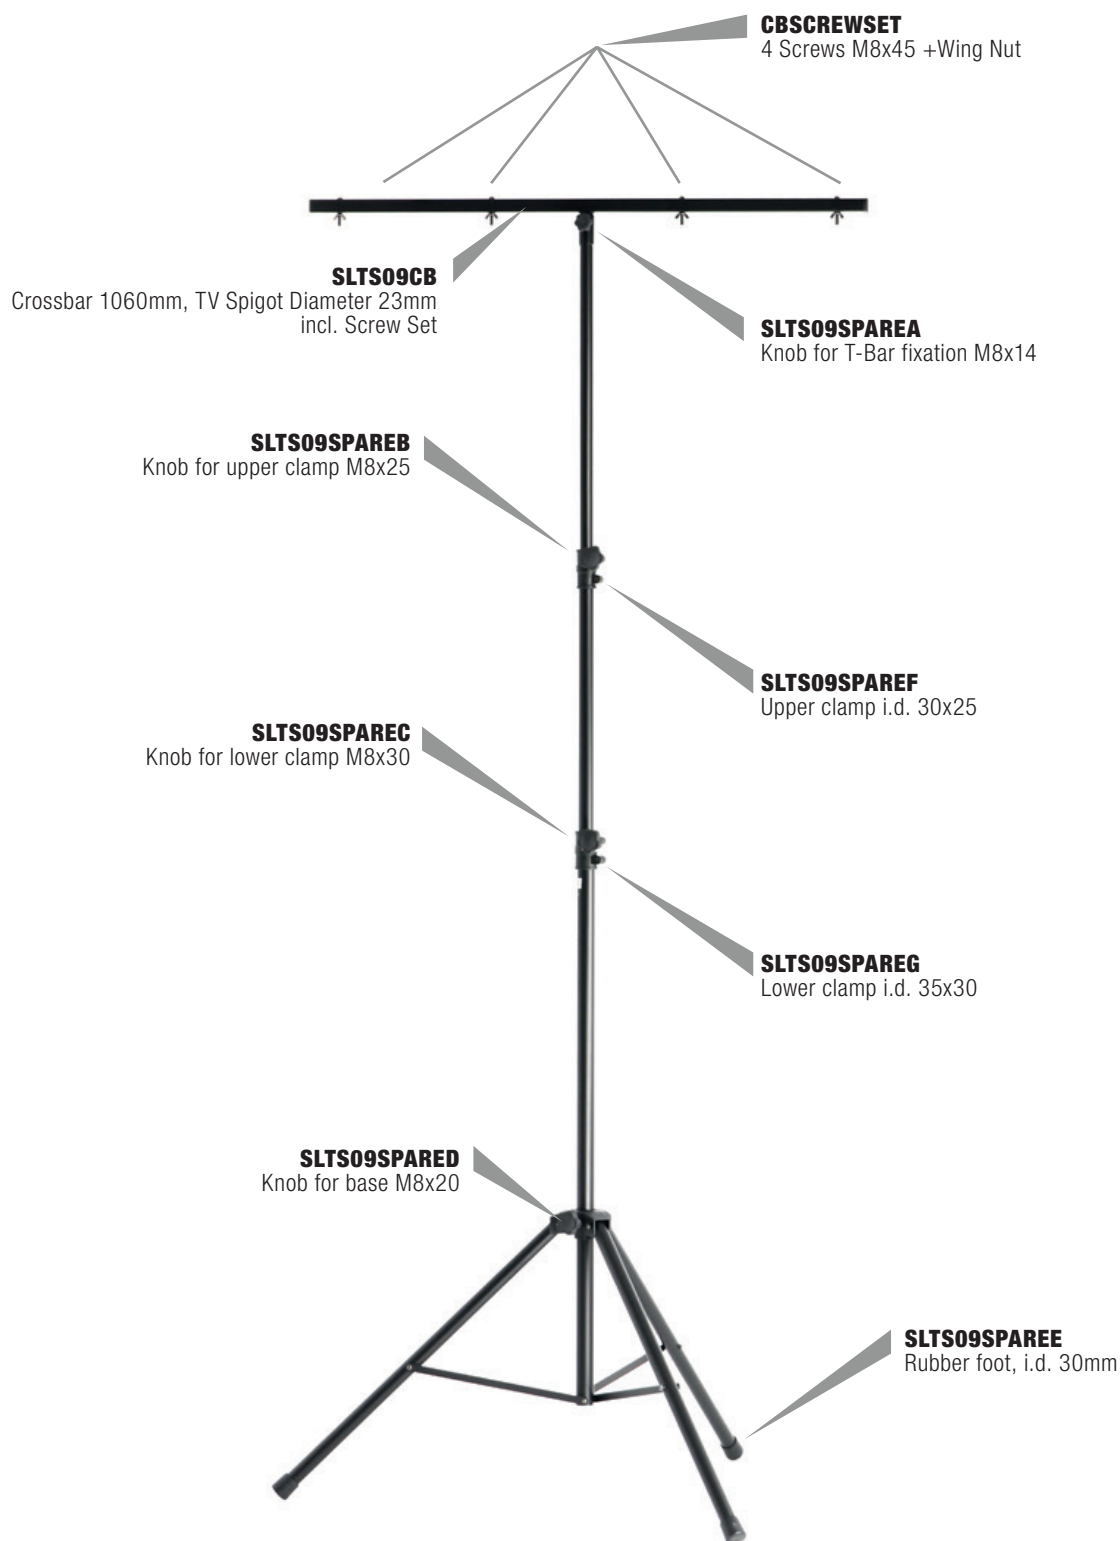 CBSCREWSET
4 Screws M8x45 +Wing Nut
SLTS09CB
Crossbar 1060mm, TV Spigot Diameter 23mm
incl. Screw Set
SLTS09SPAREA
Knob for T-Bar fixation M8x14
SLTS09SPAREB
Knob for upper clamp M8x25
SLTS09SPAREF
Upper clamp i.d. 30x25
SLTS09SPAREC
Knob for lower clamp M8x30
SLTS09SPAREG
Lower clamp i.d. 35x30
SLTS09SPARED
Knob for base M8x20
SLTS09SPAREE
Rubber foot, i.d. 30mm